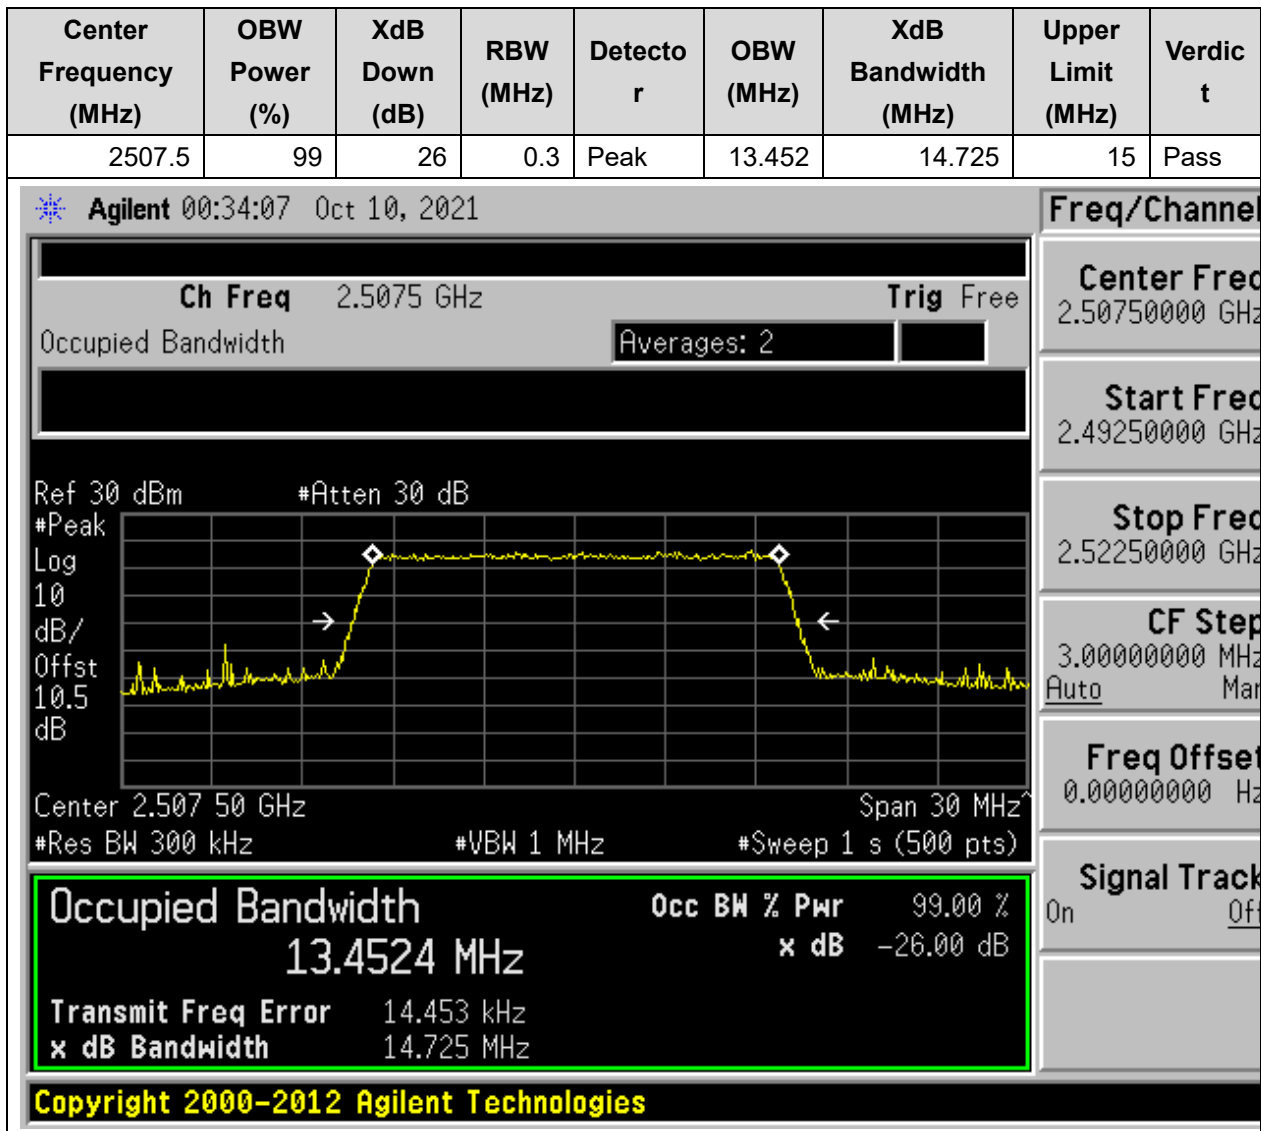 Center Frequency (MHz) OBW Power (%) XdB Down (dB) RBW (MHz) Detecto r OBW (MHz) XdB Bandwidth (MHz) Upper Limit (MHz) Verdic t
2507.5 99 26 0.3 Peak 13.452 14.725 15 Pass
Agilent 00:34:07 Oct 10, 2021
Freq/Channel
Ch Freq 2.5075 GHz Trig Free
Occupied Bandwidth Averages: 2
Center Freq
2.50750000 GHz
Start Freq
2.49250000 GHz
Stop Freq
2.52250000 GHz
CF Step
3.00000000 MHz
Auto Man
Freq Offset
0.00000000 Hz
Signal Track
On Off
Ref 30 dBm #Atten 30 dB
#Peak
Log
10
dB/
Offst
10.5
dB
Center 2.507 50 GHz Span 30 MHz^
#Res BW 300 kHz #VBW 1 MHz #Sweep 1 s (500 pts)
Occupied Bandwidth Occ BW % Pwr 99.00 %
13.4524 MHz x dB -26.00 dB
Transmit Freq Error 14.453 kHz
x dB Bandwidth 14.725 MHz
Copyright 2000-2012 Agilent Technologies